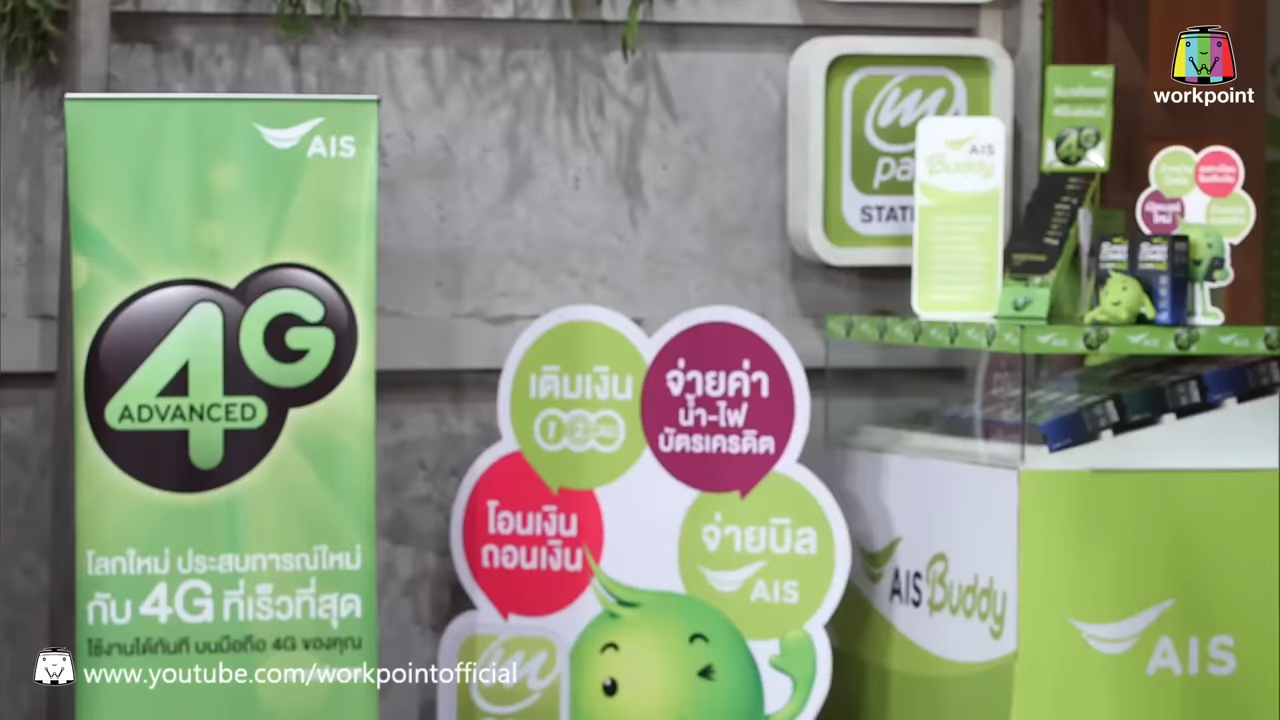 workpoint
AIS
4G
ADVANCED
โลกใหม่ ประสบการณ์ใหม่
กับ 4G ที่เร็วที่สุด
ใช้งานได้ทันที บนมือถือ 4G ของคุณ
www.youtube.com/workpointofficial
เติมเงิน
จ่ายค่า
น้ำ-ไฟ
บัตรเครดิต
โอนเงิน
ถอนเงิน
จ่ายบิล
AIS
m
m
pa
STATI
AIS
Buddy
4G
AIS Buddy
AIS